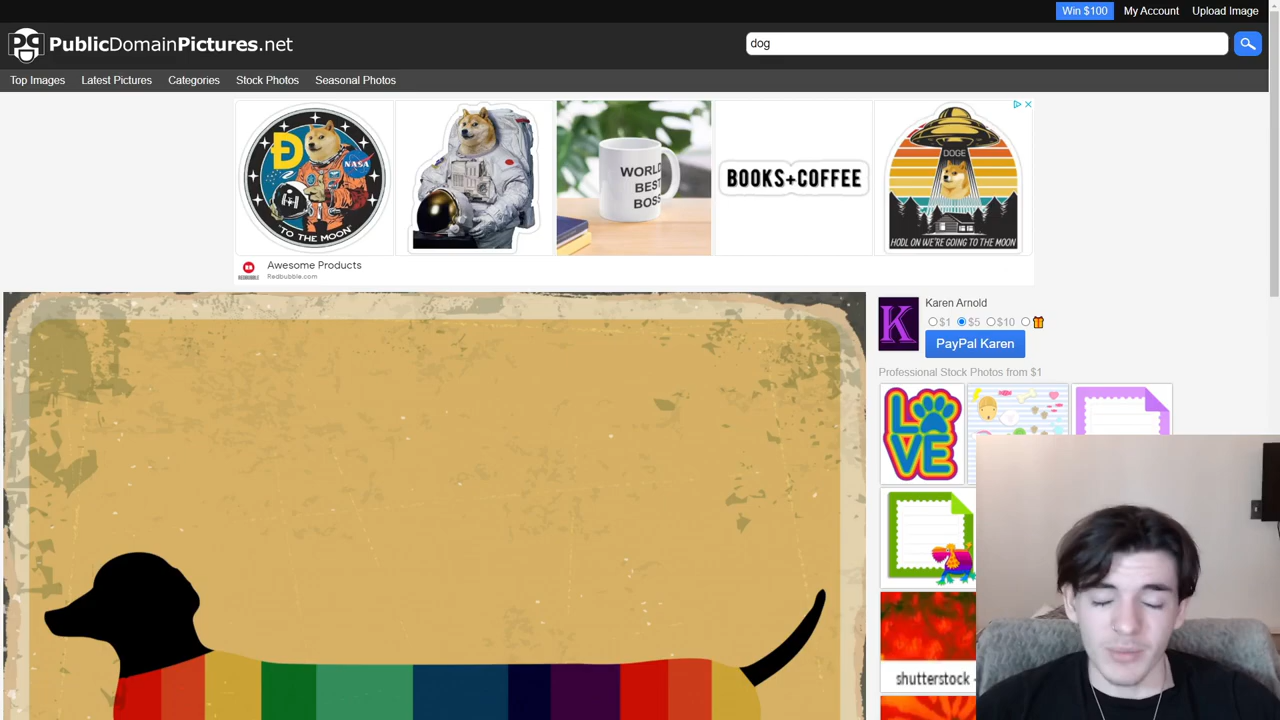 Win $100 My Account Upload Image
PublicDomainPictures.net
dog
Top Images Latest Pictures Categories Stock Photos Seasonal Photos
NASA
TO THE MOON
WORLD
BEST
BOSS
BOOKS+COFFEE
DOGE
HODL ON WE'RE GOING TO THE MOON
Awesome Products
Redbubble.com
REDBUBBLE
K
Karen Arnold
$1 $5 $10
PayPal Karen
Professional Stock Photos from $1
LOVE
shutterstock